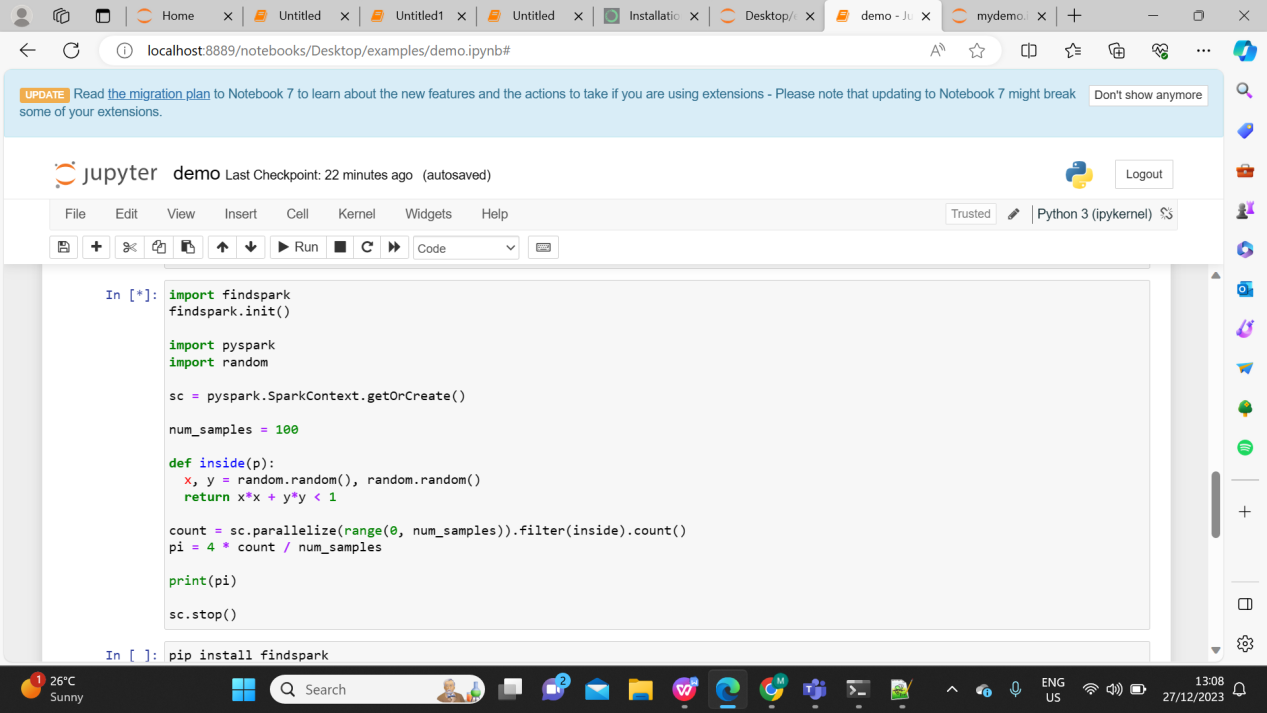 Home
Untitled
Untitled1
Untitled
Installatio
Desktop/e
demo - Ju
mydemo.i
localhost:8889/notebooks/Desktop/examples/demo.ipynb#
UPDATE Read the migration plan to Notebook 7 to learn about the new features and the actions to take if you are using extensions - Please note that updating to Notebook 7 might break
some of your extensions.
Don't show anymore
jupyter demo Last Checkpoint: 22 minutes ago (autosaved)
Logout
File Edit View Insert Cell Kernel Widgets Help
Trusted Python 3 (ipykernel)
Run Code
In [*]: import findspark
findspark.init()
import pyspark
import random
sc = pyspark.SparkContext.getOrCreate()
num_samples = 100
def inside(p):
x, y = random.random(), random.random()
return x*x + y*y < 1
count = sc.parallelize(range(0, num_samples)).filter(inside).count()
pi = 4 * count / num_samples
print(pi)
sc.stop()
In [ ]: pip install findspark
1
26°C
Sunny
Search
2
M
ENG
US
13:08
27/12/2023